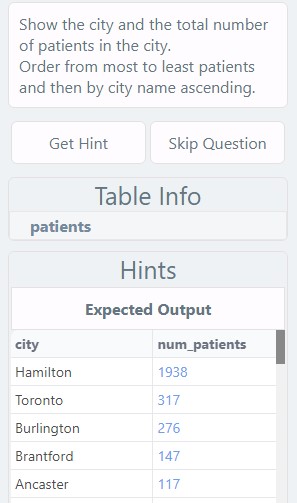 Show the city and the total number
of patients in the city.
Order from most to least patients
and then by city name ascending.
Get Hint
Skip Question
Table Info
patients
Hints
Expected Output
city num_patients
Hamilton 1938
Toronto 317
Burlington 276
Brantford 147
Ancaster 117